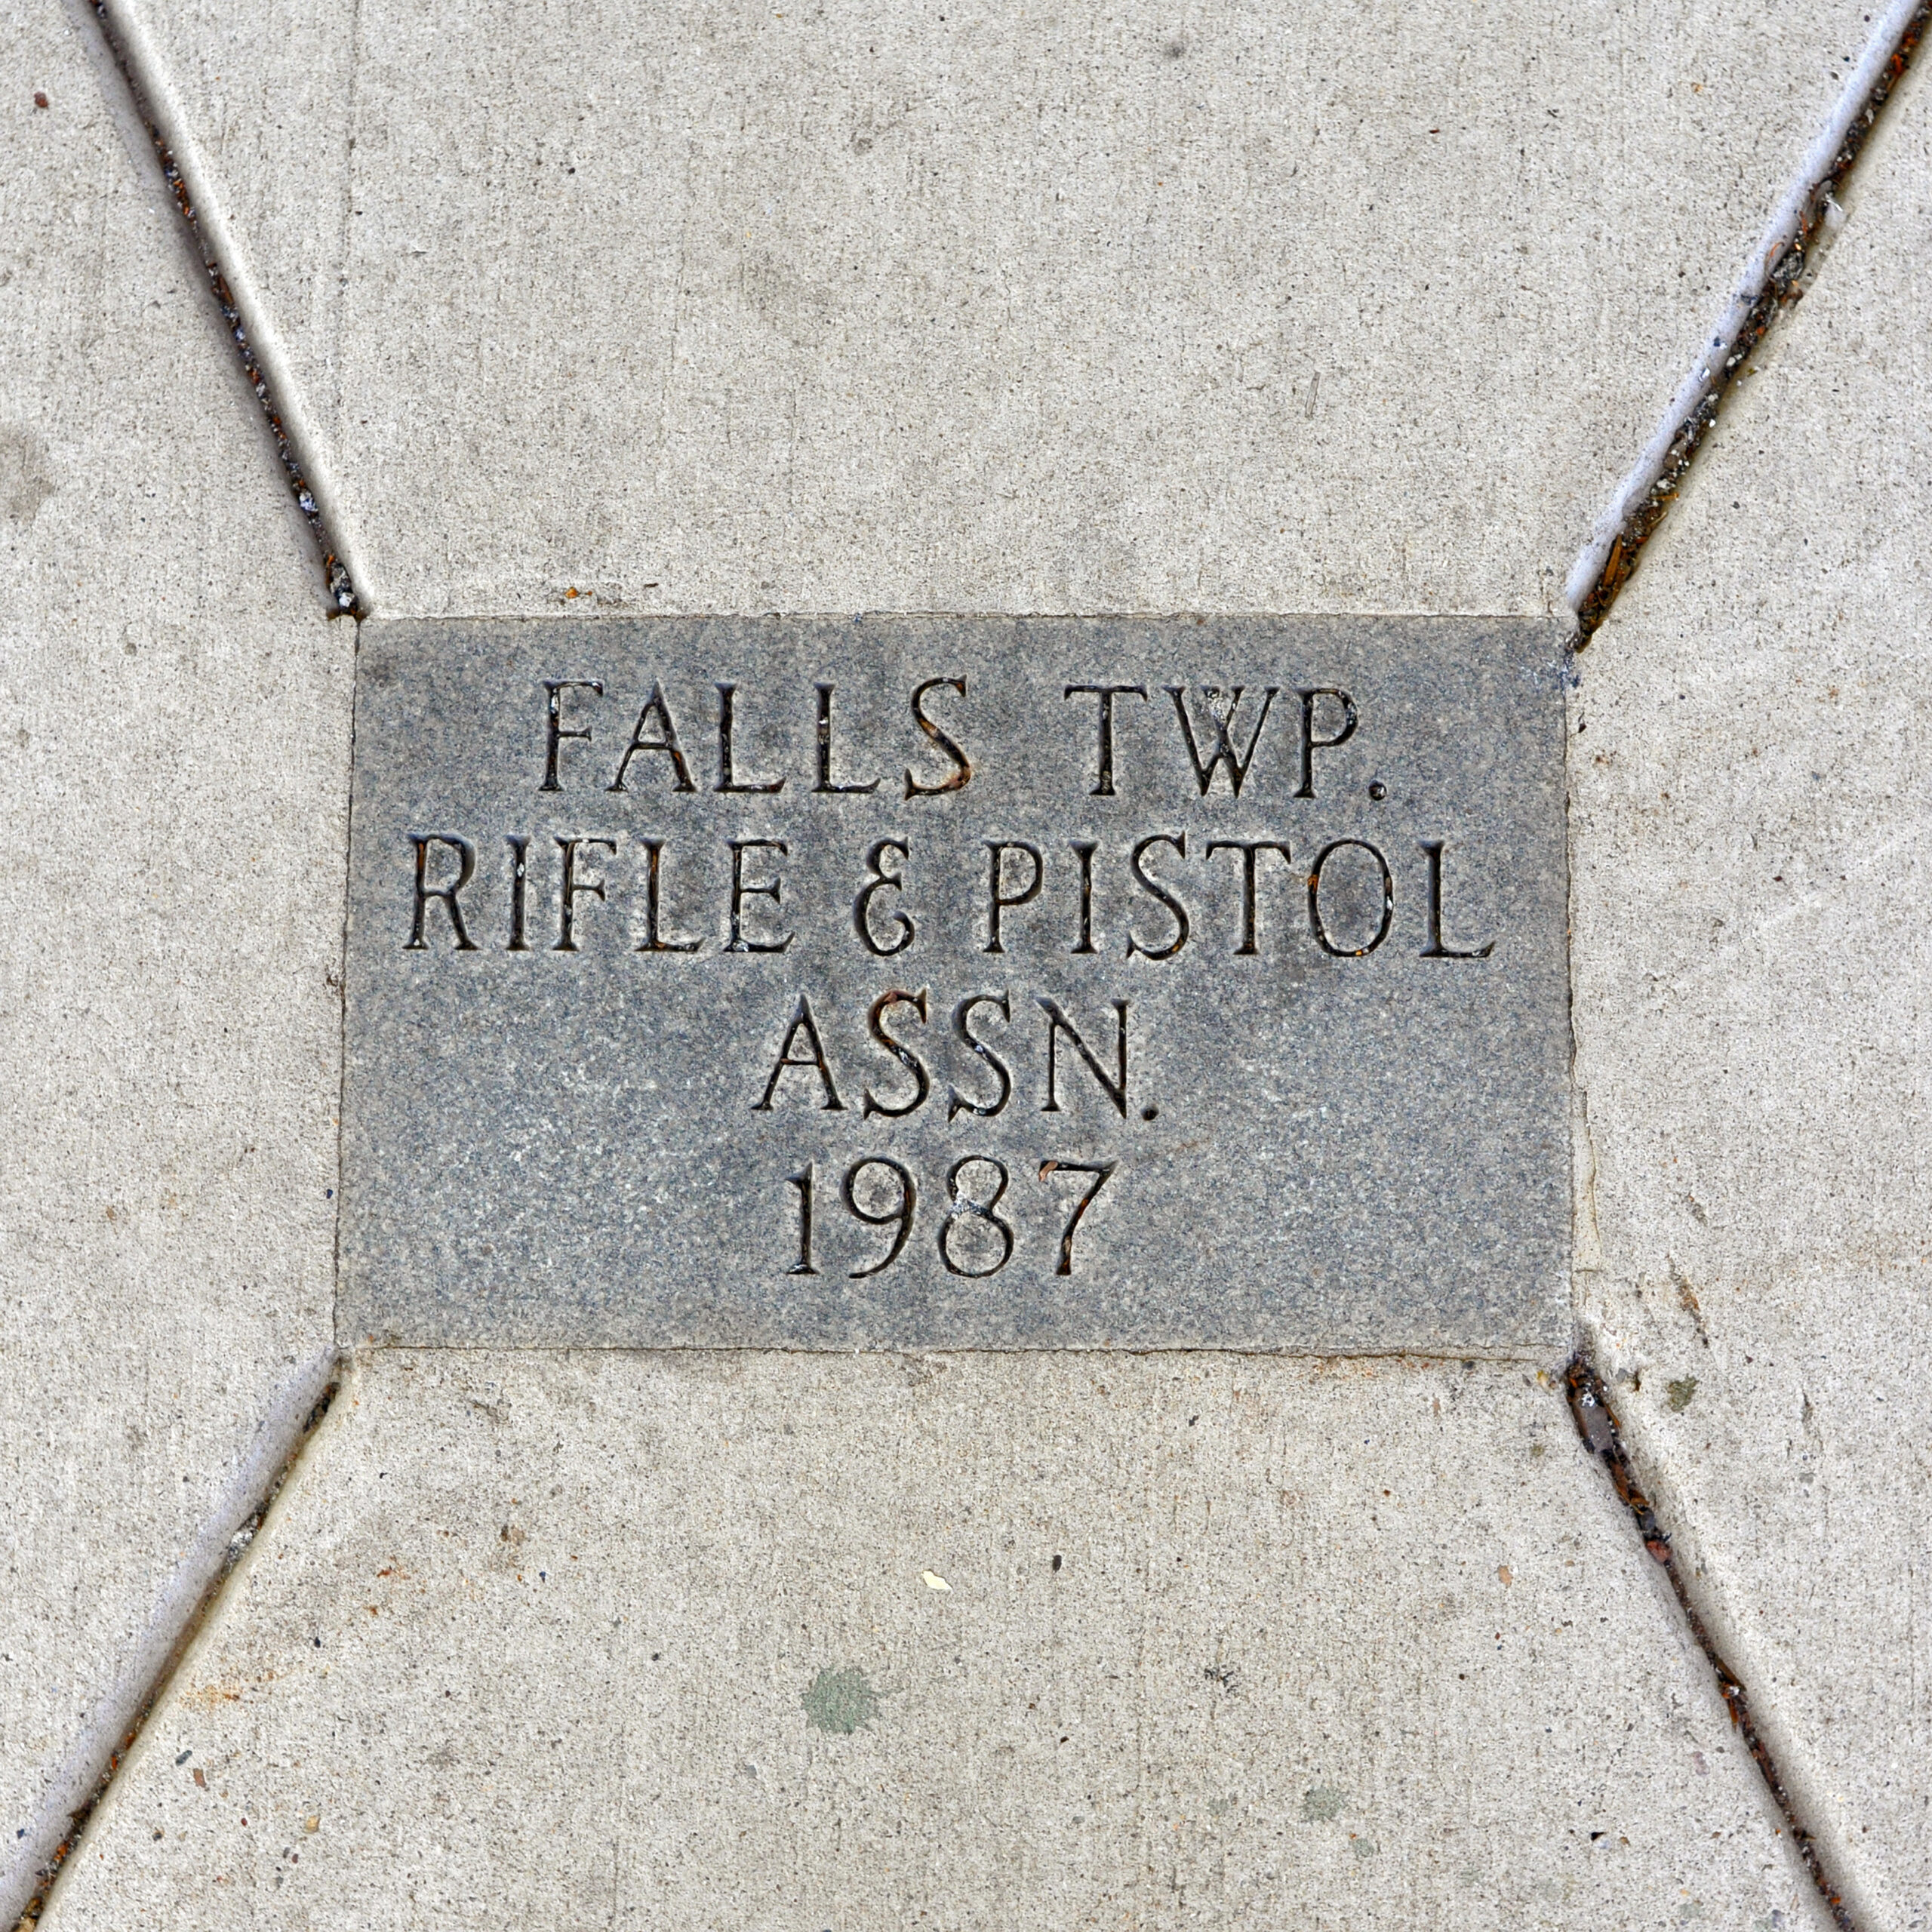 FALLS TWP.
RIFLE & PISTOL
ASSN.
1987